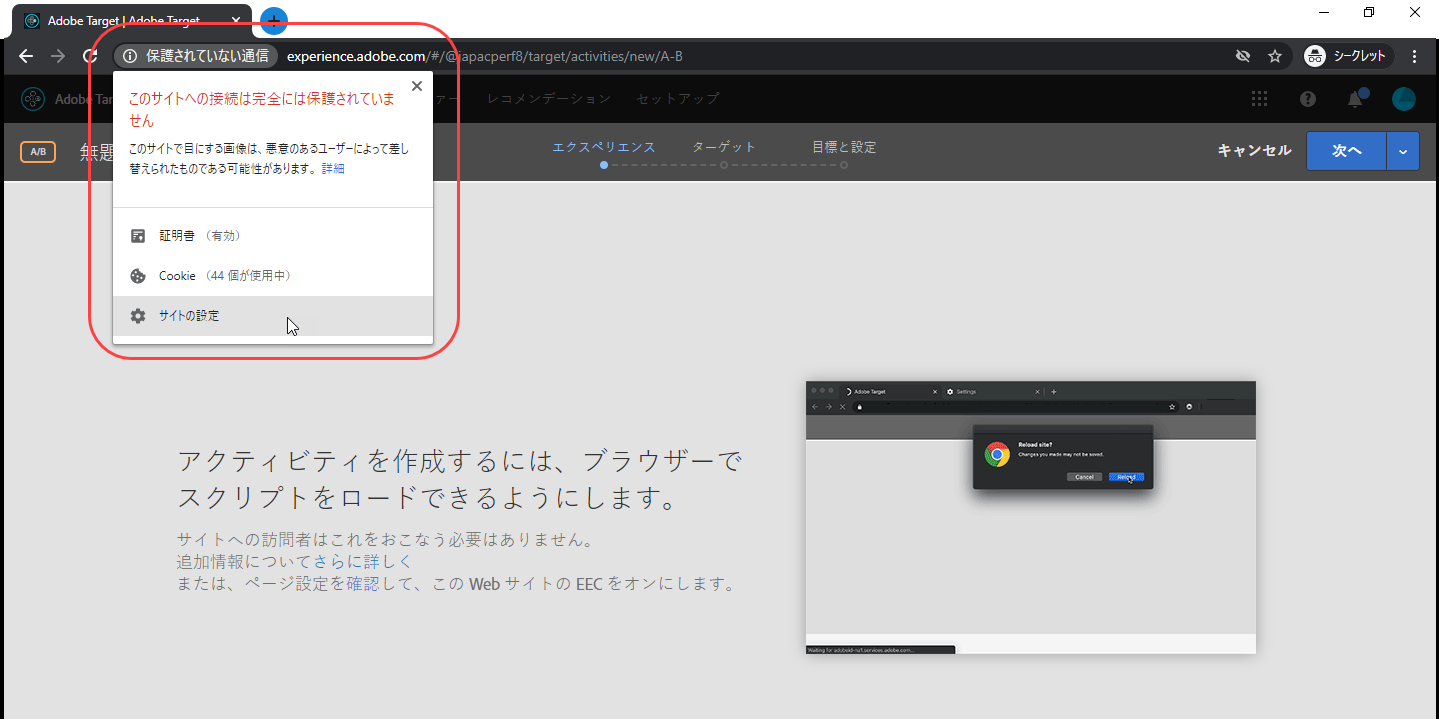 Adobe Target | Adobe Target
保護されていない通信 experience.adobe.com/#/@japacperf8/target/activities/new/A-B シークレット
Adobe Tar ァー レコメンデーション セットアップ
このサイトへの接続は完全には保護されていま
せん
このサイトで目にする画像は、悪意のあるユーザーによって差し
替えられたものである可能性があります。 詳細
証明書 (有効)
Cookie (44 個が使用中)
サイトの設定
A/B 無題 エクスペリエンス ターゲット 目標と設定 キャンセル 次へ
アクティビティを作成するには、ブラウザーで
スクリプトをロードできるようにします。
サイトへの訪問者はこれをおこなう必要はありません。
追加情報についてさらに詳しく
または、ページ設定を確認して、この Web サイトの EEC をオンにします。
Adobe Target Settings
Reload site?
Changes you made may not be saved.
Cancel Reload
Waiting for adobeid-na1.services.adobe.com...